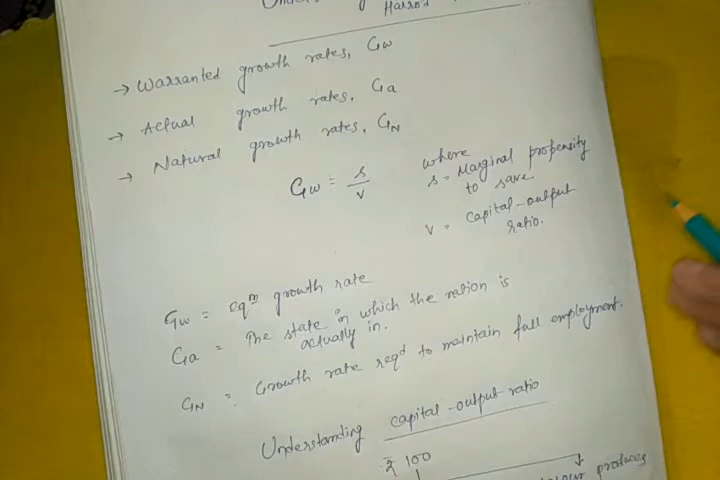 Harrod
→ Warranted growth rates, Gw
→ Actual growth rates, Ga
→ Natural growth rates, GN
Gw = s/v
where
s = Marginal propensity
to save
v = capital-output
ratio.
Gw = eqm growth rate
Ga = The state in which the nation is
actually in.
GN = Growth rate reqd to maintain full employment.
Understanding capital-output ratio
₹ 100
produces